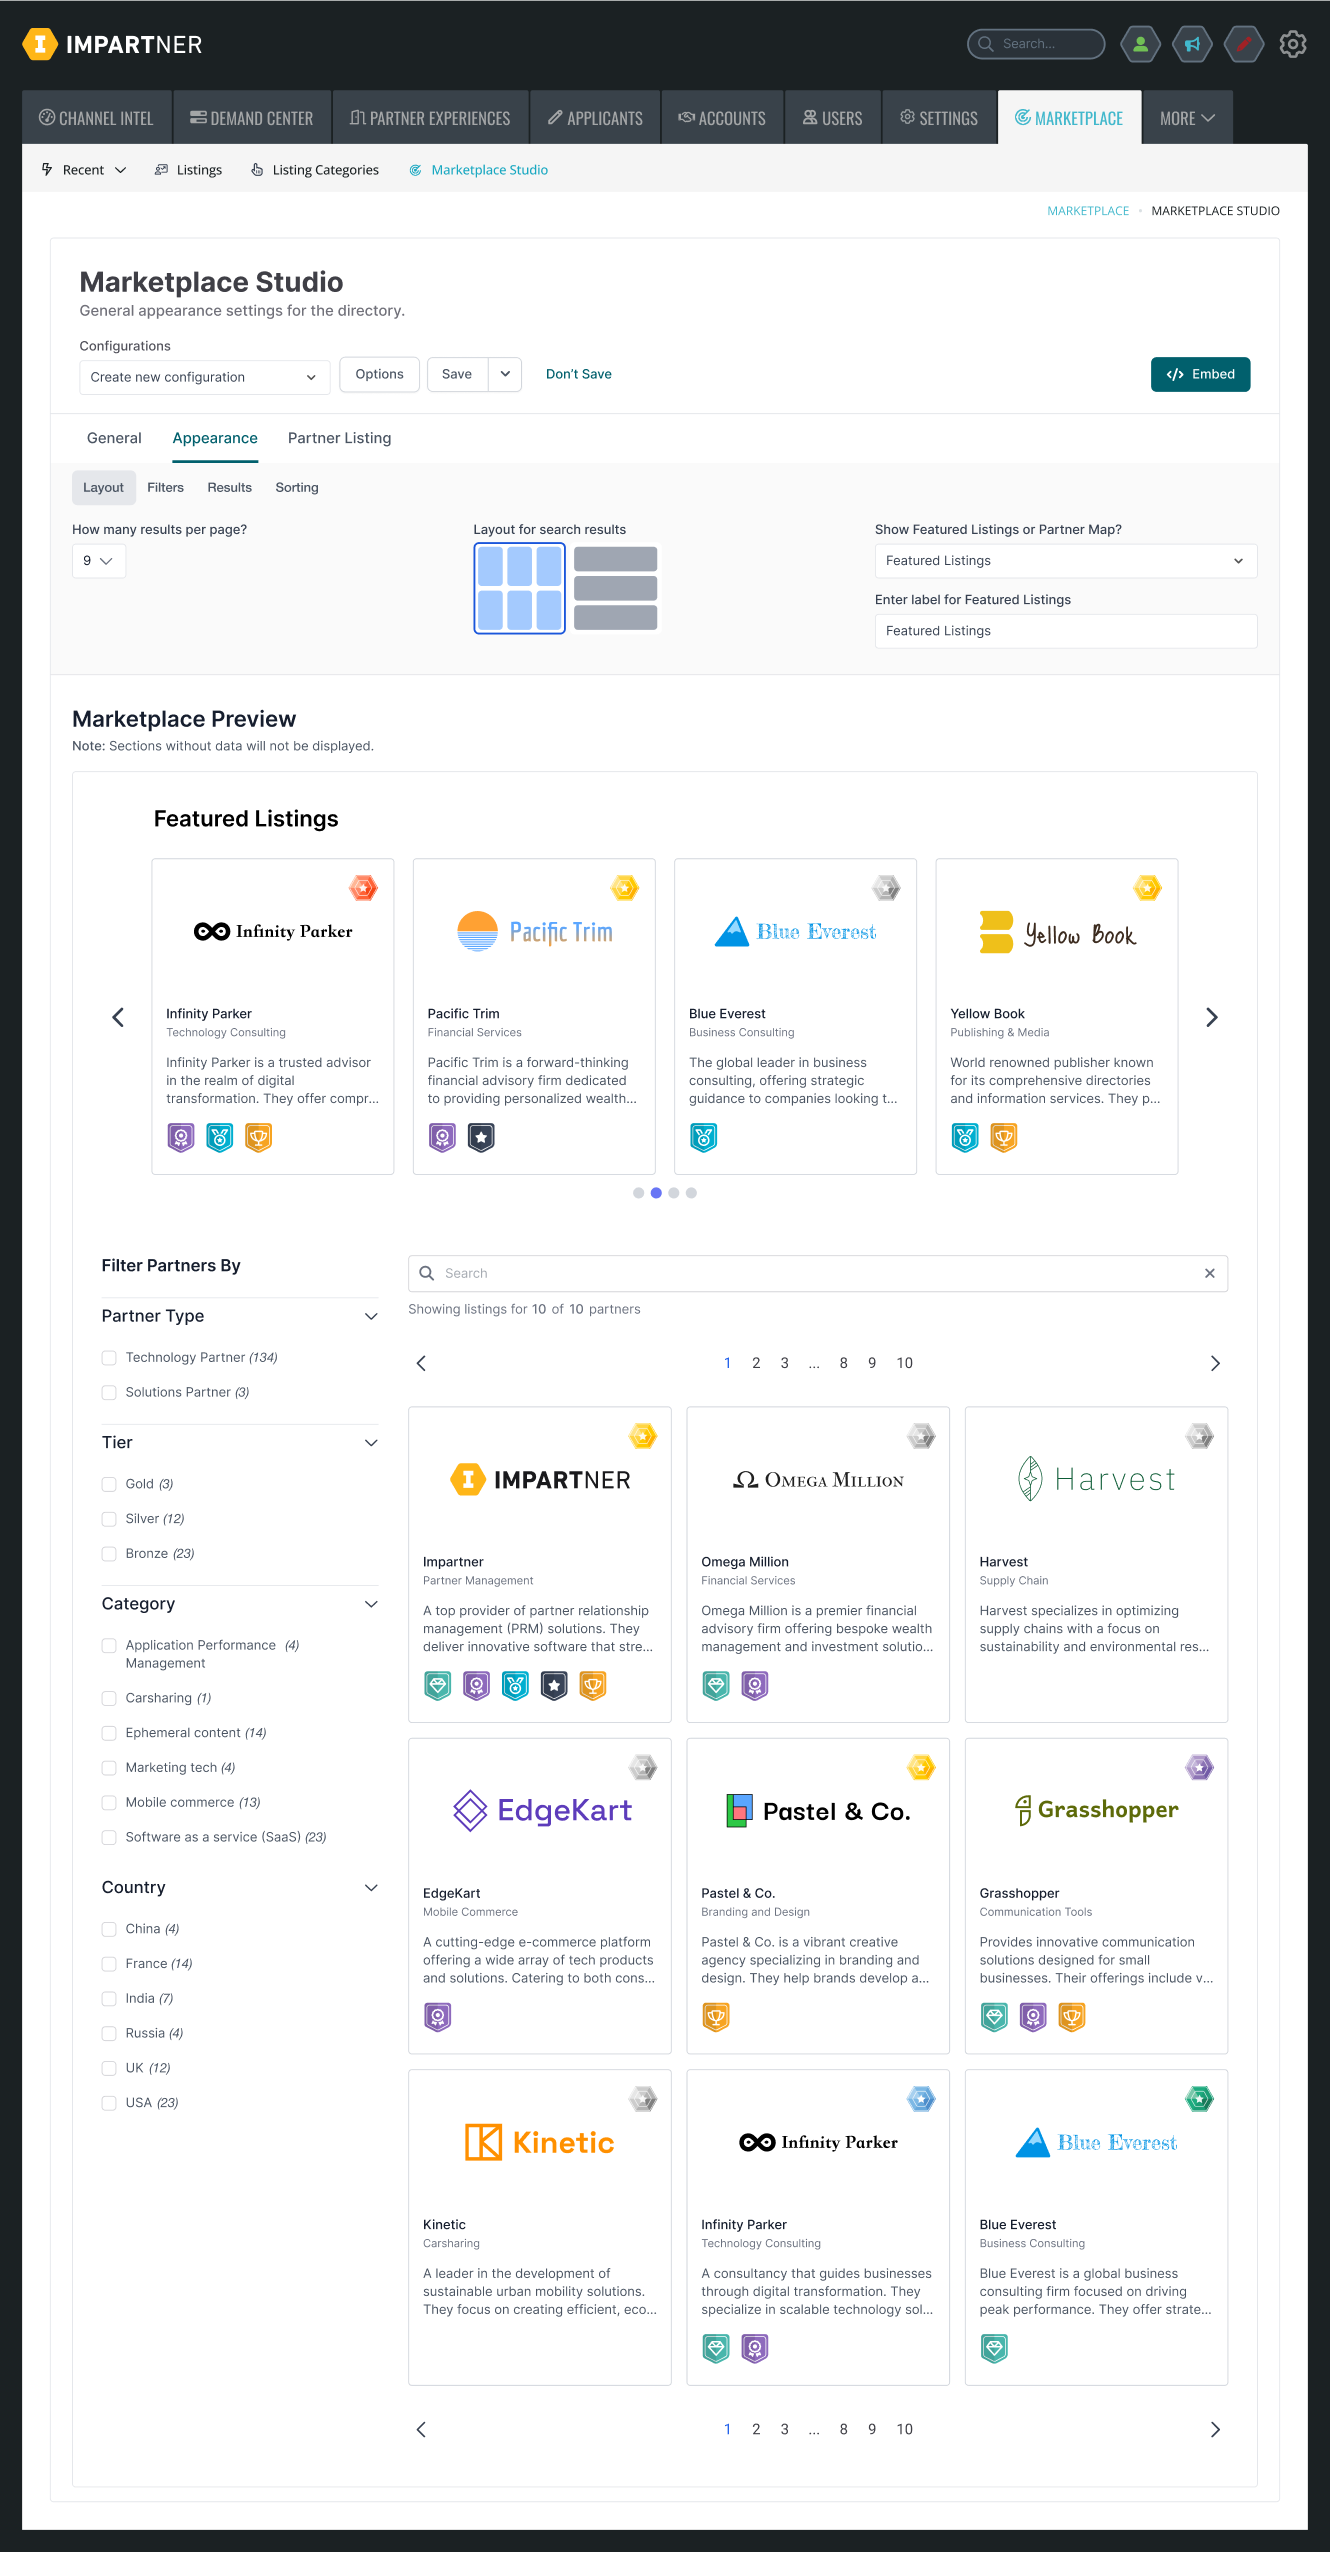 IMPARTNER
Search...
CHANNEL INTEL
DEMAND CENTER
PARTNER EXPERIENCES
APPLICANTS
ACCOUNTS
USERS
SETTINGS
MARKETPLACE
MORE
Recent
Listings
Listing Categories
Marketplace Studio
MARKETPLACE • MARKETPLACE STUDIO
Marketplace Studio
General appearance settings for the directory.
Configurations
Create new configuration
Options
Save
Don't Save
</> Embed
General
Appearance
Partner Listing
Layout
Filters
Results
Sorting
How many results per page?
9
Layout for search results
Show Featured Listings or Partner Map?
Featured Listings
Enter label for Featured Listings
Featured Listings
Marketplace Preview
Note: Sections without data will not be displayed.
Featured Listings
Infinity Parker
Infinity Parker
Technology Consulting
Infinity Parker is a trusted advisor
in the realm of digital
transformation. They offer compr...
Pacific Trim
Pacific Trim
Financial Services
Pacific Trim is a forward-thinking
financial advisory firm dedicated
to providing personalized wealth...
Blue Everest
Blue Everest
Business Consulting
The global leader in business
consulting, offering strategic
guidance to companies looking t...
Yellow Book
Yellow Book
Publishing & Media
World renowned publisher known
for its comprehensive directories
and information services. They p...
Filter Partners By
Partner Type
Technology Partner (134)
Solutions Partner (3)
Tier
Gold (3)
Silver (12)
Bronze (23)
Category
Application Performance (4)
Management
Carsharing (1)
Ephemeral content (14)
Marketing tech (4)
Mobile commerce (13)
Software as a service (SaaS) (23)
Country
China (4)
France (14)
India (7)
Russia (4)
UK (12)
USA (23)
Search
Showing listings for 10 of 10 partners
1 2 3 ... 8 9 10
IMPARTNER
Impartner
Partner Management
A top provider of partner relationship
management (PRM) solutions. They
deliver innovative software that stre...
Omega Million
Omega Million
Financial Services
Omega Million is a premier financial
advisory firm offering bespoke wealth
management and investment solutio...
Harvest
Harvest
Supply Chain
Harvest specializes in optimizing
supply chains with a focus on
sustainability and environmental res...
EdgeKart
EdgeKart
Mobile Commerce
A cutting-edge e-commerce platform
offering a wide array of tech products
and solutions. Catering to both cons...
Pastel & Co.
Pastel & Co.
Branding and Design
Pastel & Co. is a vibrant creative
agency specializing in branding and
design. They help brands develop a...
Grasshopper
Grasshopper
Communication Tools
Provides innovative communication
solutions designed for small
businesses. Their offerings include v...
Kinetic
Kinetic
Carsharing
A leader in the development of
sustainable urban mobility solutions.
They focus on creating efficient, eco...
Infinity Parker
Infinity Parker
Technology Consulting
A consultancy that guides businesses
through digital transformation. They
specialize in scalable technology sol...
Blue Everest
Blue Everest
Business Consulting
Blue Everest is a global business
consulting firm focused on driving
peak performance. They offer strate...
1 2 3 ... 8 9 10